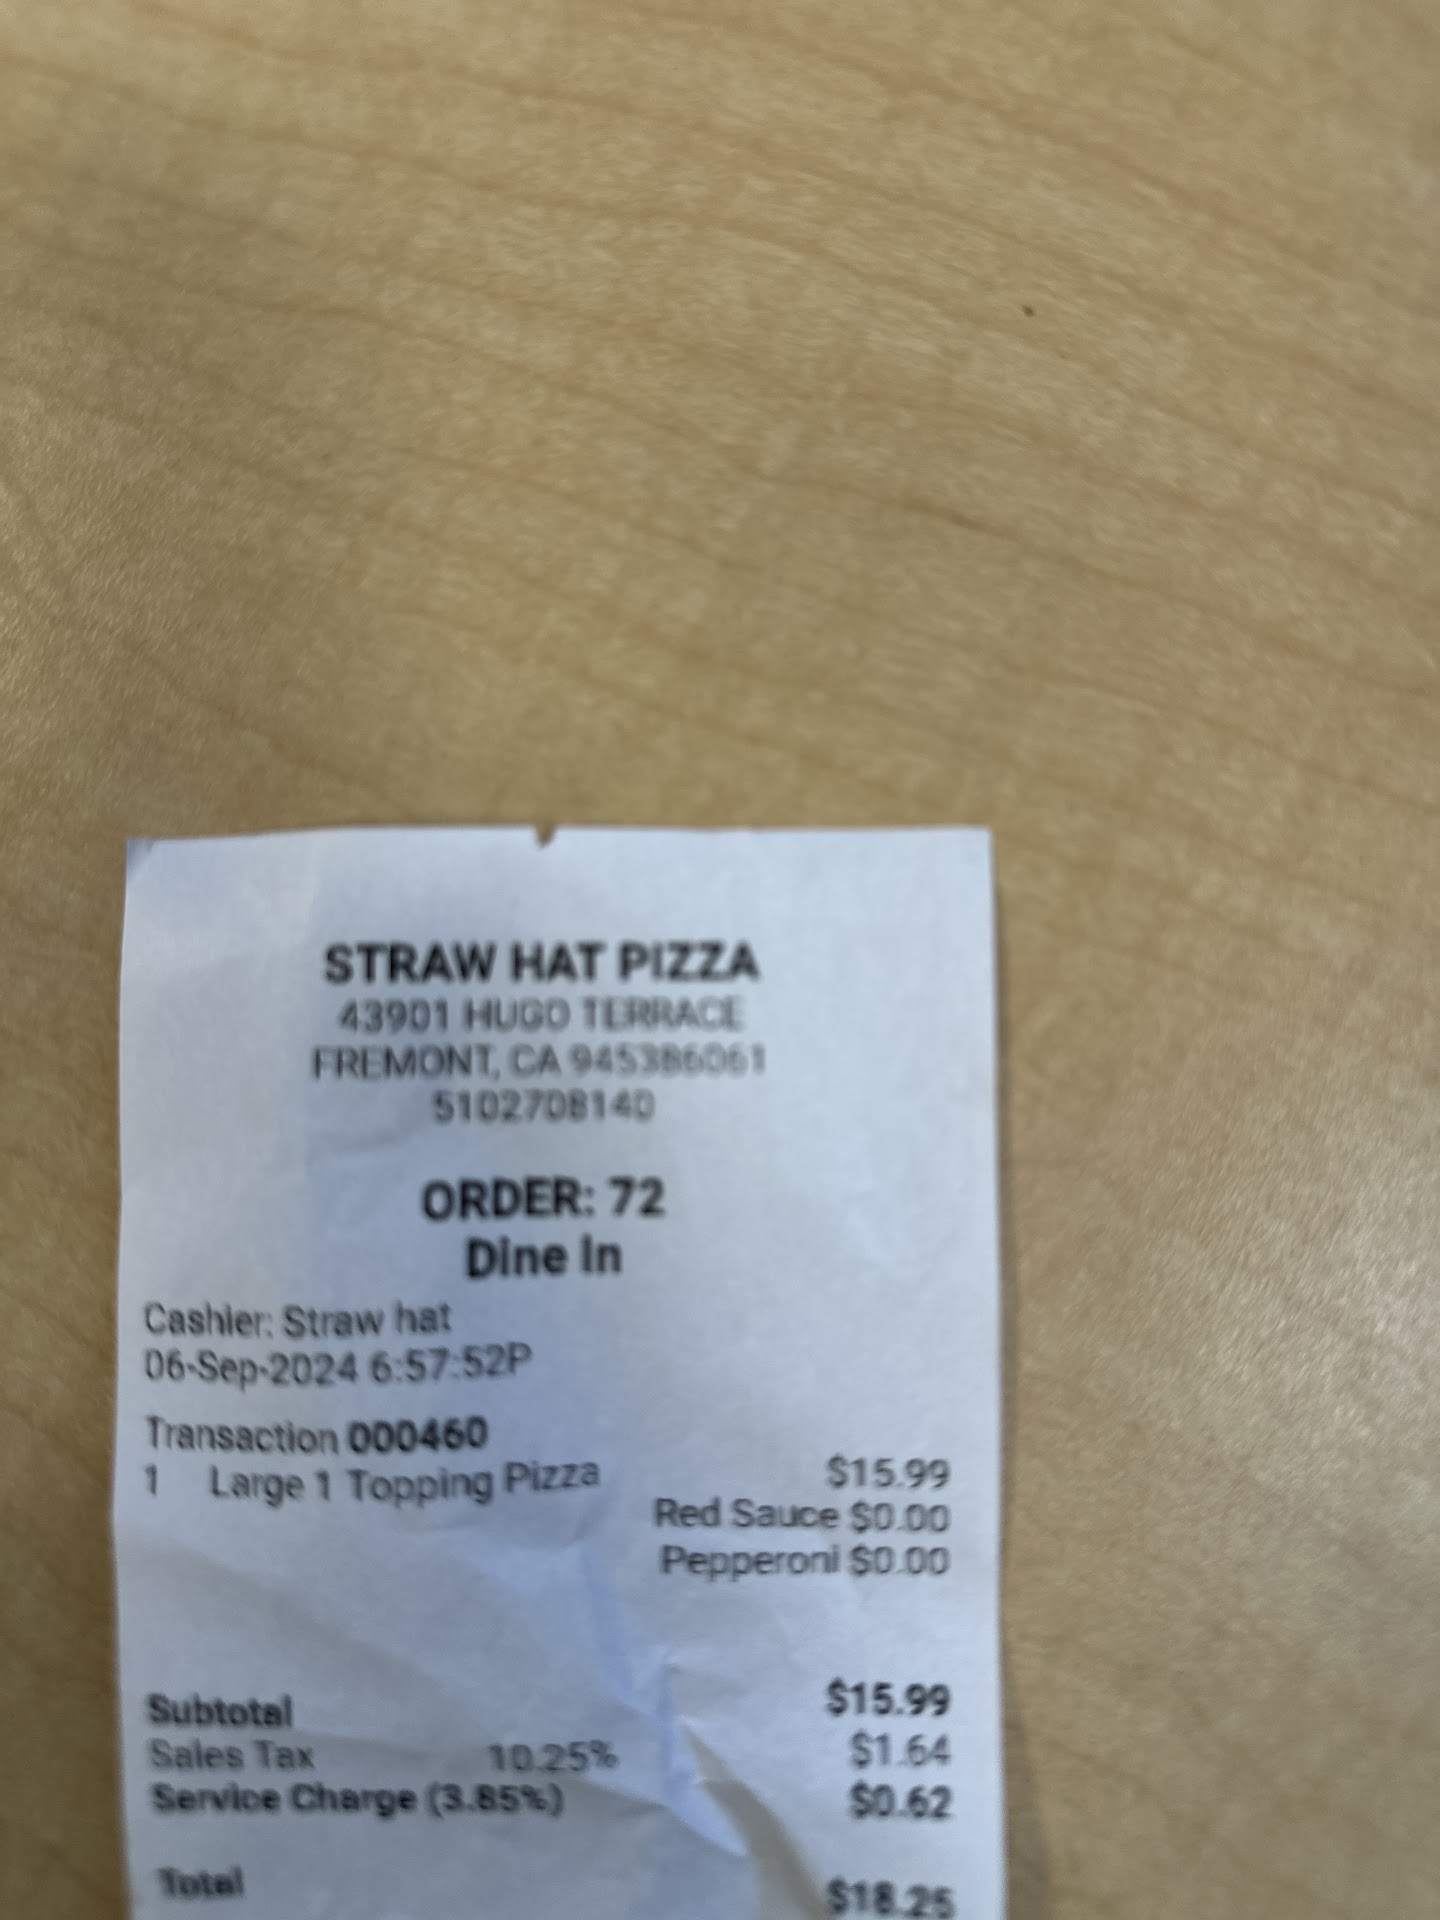 STRAW HAT PIZZA
43901 HUGO TERRACE
FREMONT, CA 945386061
5102708140
ORDER: 72
Dine In
Cashier: Straw hat
06-Sep-2024 6:57:52P
Transaction 000460
1 Large 1 Topping Pizza $15.99
Red Sauce $0.00
Pepperoni $0.00
Subtotal $15.99
Sales Tax 10.25% $1.64
Service Charge (3.85%) $0.62
Total $18.25